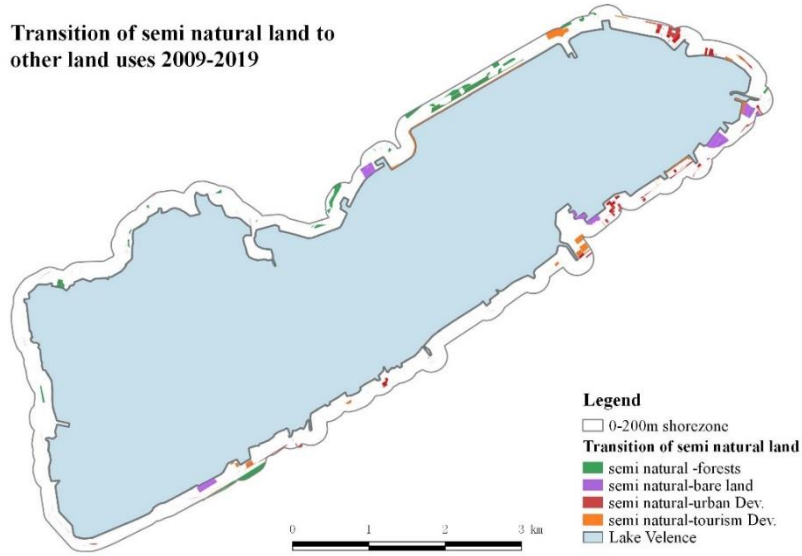 Transition of semi natural land to
other land uses 2009-2019
Legend
0-200m shorezone
Transition of semi natural land
semi natural -forests
semi natural-bare land
semi natural-urban Dev.
semi natural-tourism Dev.
Lake Velence
0 1 2 3 km